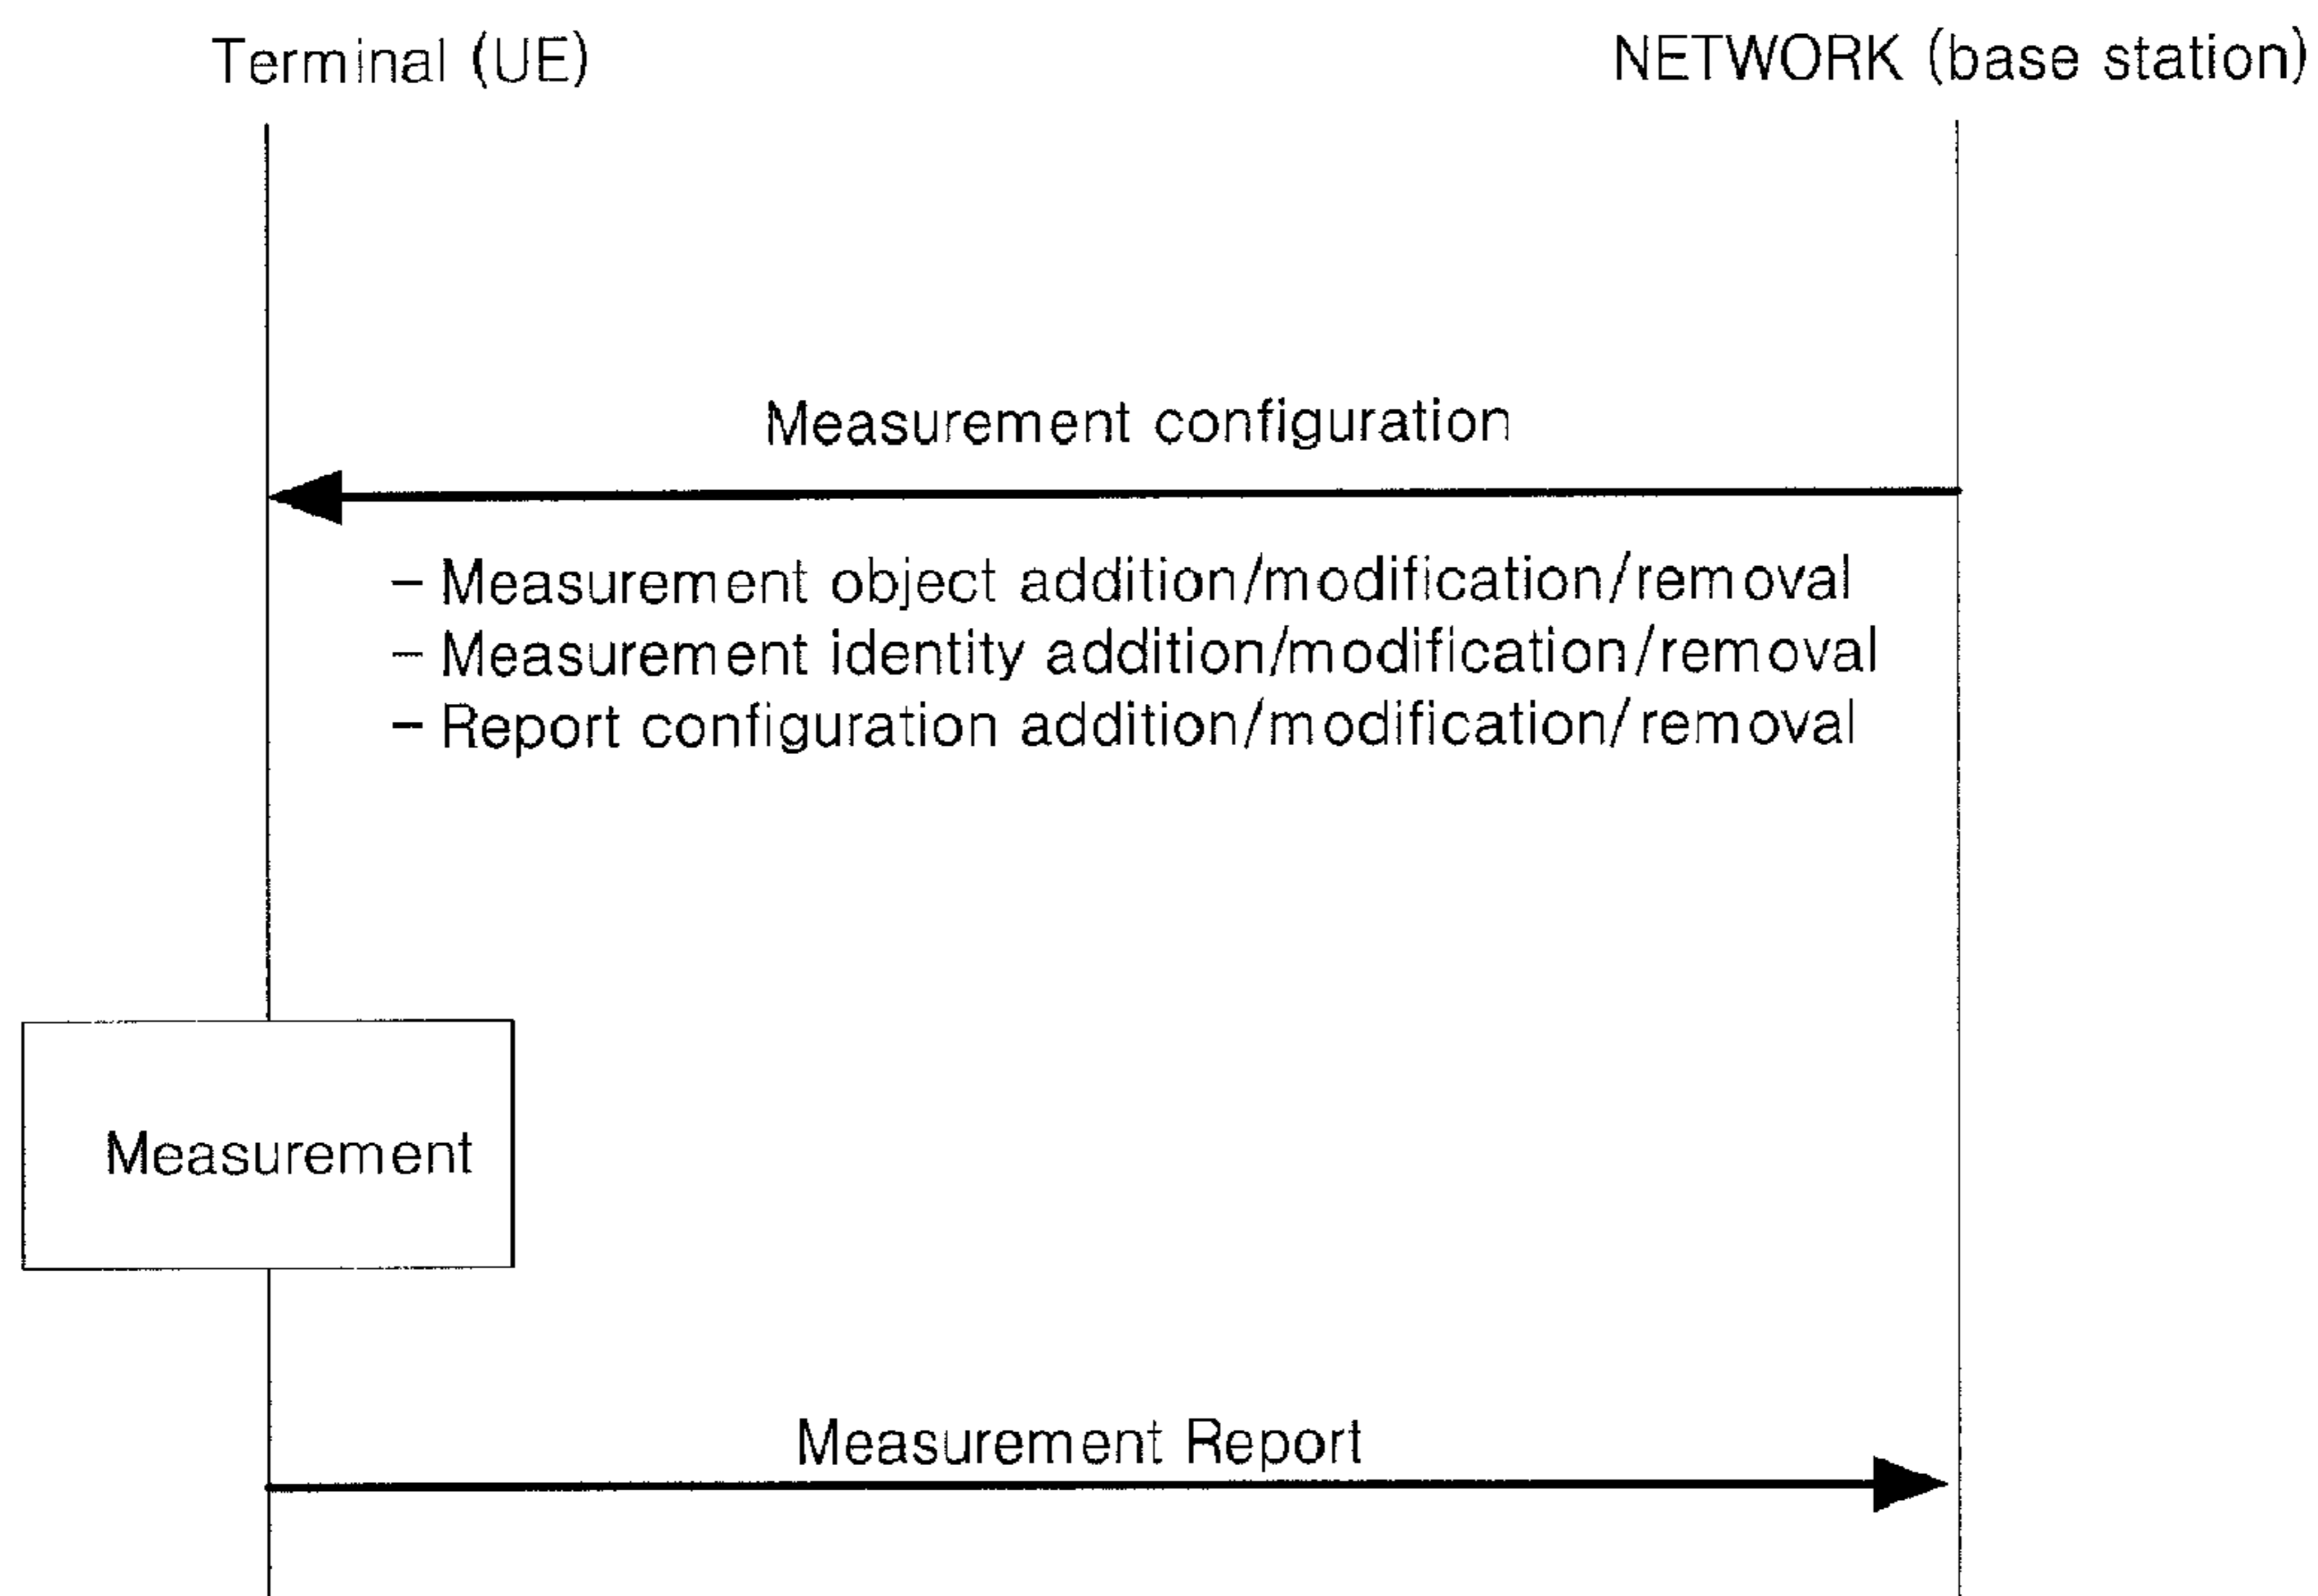 Terminal (UE)
NETWORK (base station)
Measurement configuration
– Measurement object addition/modification/removal
– Measurement identity addition/modification/removal
– Report configuration addition/modification/removal
Measurement
Measurement Report